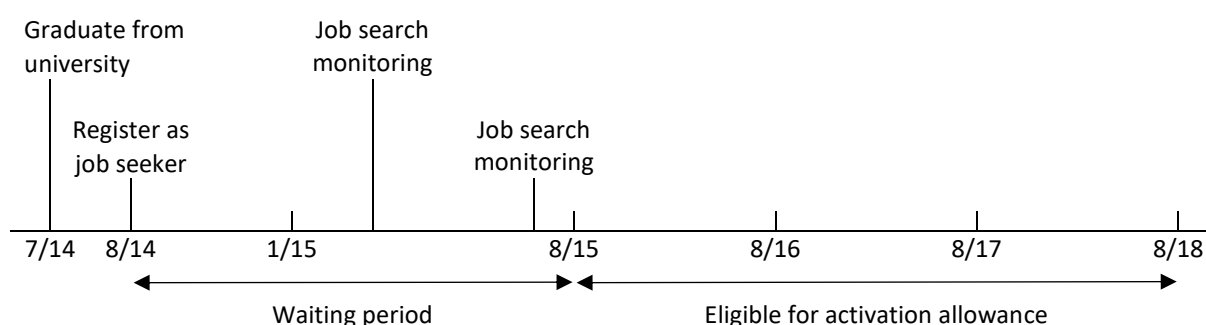 Graduate from
university
Job search
monitoring
Register as
job seeker
Job search
monitoring
7/14 8/14 1/15 8/15 8/16 8/17 8/18
Waiting period Eligible for activation allowance